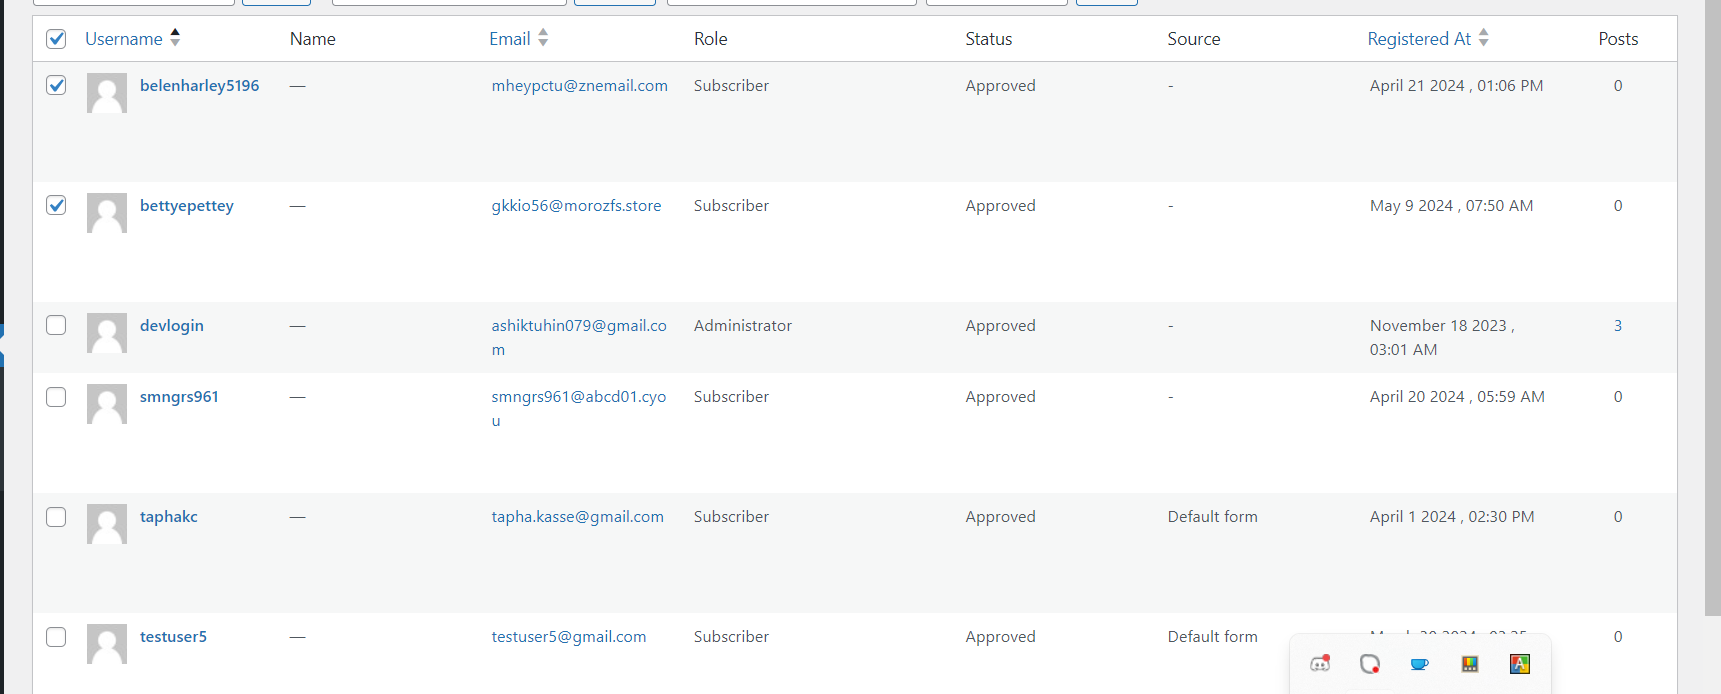 Username Name Email Role Status Source Registered At Posts
belenharley5196 — mheypctu@znemail.com Subscriber Approved - April 21 2024 , 01:06 PM 0
bettyepettey — gkkio56@morozfs.store Subscriber Approved - May 9 2024 , 07:50 AM 0
devlogin — ashiktuhin079@gmail.co Administrator Approved - November 18 2023 , 3
m 03:01 AM
smngrs961 — smngrs961@abcd01.cyo Subscriber Approved - April 20 2024 , 05:59 AM 0
u
taphakc — tapha.kasse@gmail.com Subscriber Approved Default form April 1 2024 , 02:30 PM 0
testuser5 — testuser5@gmail.com Subscriber Approved Default form 0
A